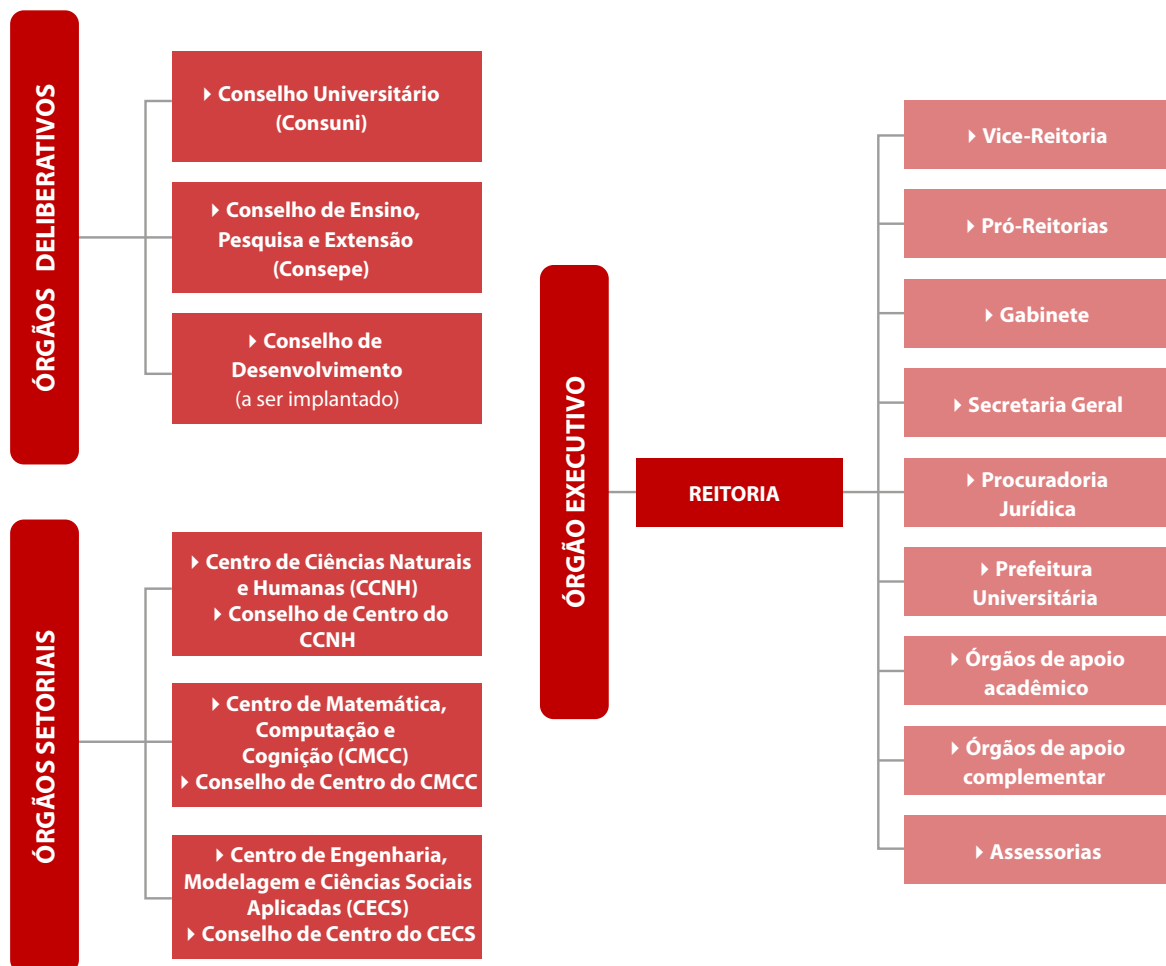 ÓRGÃOS DELIBERATIVOS
Conselho Universitário
(Consuni)
Conselho de Ensino,
Pesquisa e Extensão
(Consepe)
Conselho de
Desenvolvimento
(a ser implantado)
ÓRGÃOS SETORIAIS
Centro de Ciências Naturais
e Humanas (CCNH)
Conselho de Centro do
CCNH
Centro de Matemática,
Computação e
Cognição (CMCC)
Conselho de Centro do CMCC
Centro de Engenharia,
Modelagem e Ciências Sociais
Aplicadas (CECS)
Conselho de Centro do CECS
ÓRGÃO EXECUTIVO
REITORIA
Vice-Reitoria
Pró-Reitorias
Gabinete
Secretaria Geral
Procuradoria
Jurídica
Prefeitura
Universitária
Órgãos de apoio
acadêmico
Órgãos de apoio
complementar
Assessorias